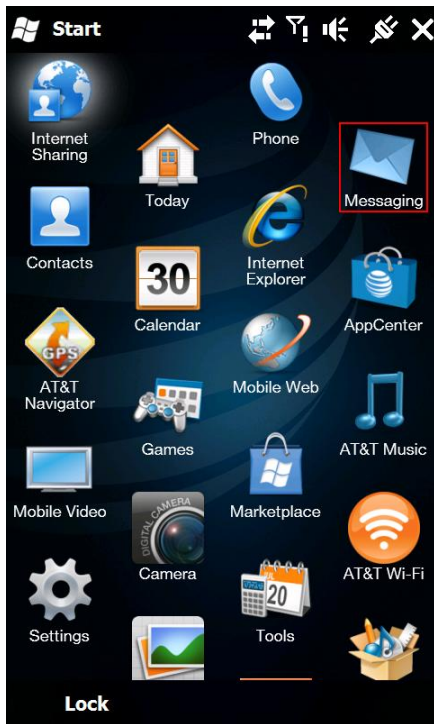 Start
Internet
Sharing
Phone
Today
Messaging
Contacts
Internet
Explorer
30
Calendar
AppCenter
GPS
AT&T
Navigator
Mobile Web
Games
AT&T Music
Mobile Video
Marketplace
DIGITAL CAMERA
Camera
AT&T Wi-Fi
JUL
20
Settings
Tools
Lock